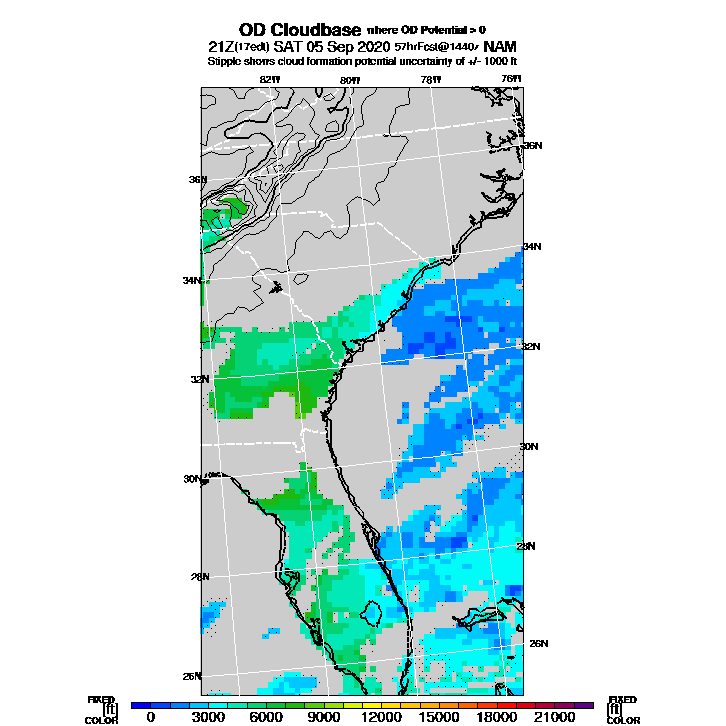 OD Cloudbase where OD Potential > 0
21Z(17edt) SAT 05 Sep 2020 57hrFcst@1440z NAM
Stipple shows cloud formation potential uncertainty of +/- 1000 ft
82W 80W 78W 76W
36N 36N
34N 34N
32N 32N
30N 30N
28N 28N
26N 26N
FIXED FIXED
[ft] 0 3000 6000 9000 12000 15000 18000 21000 [ft]
COLOR COLOR